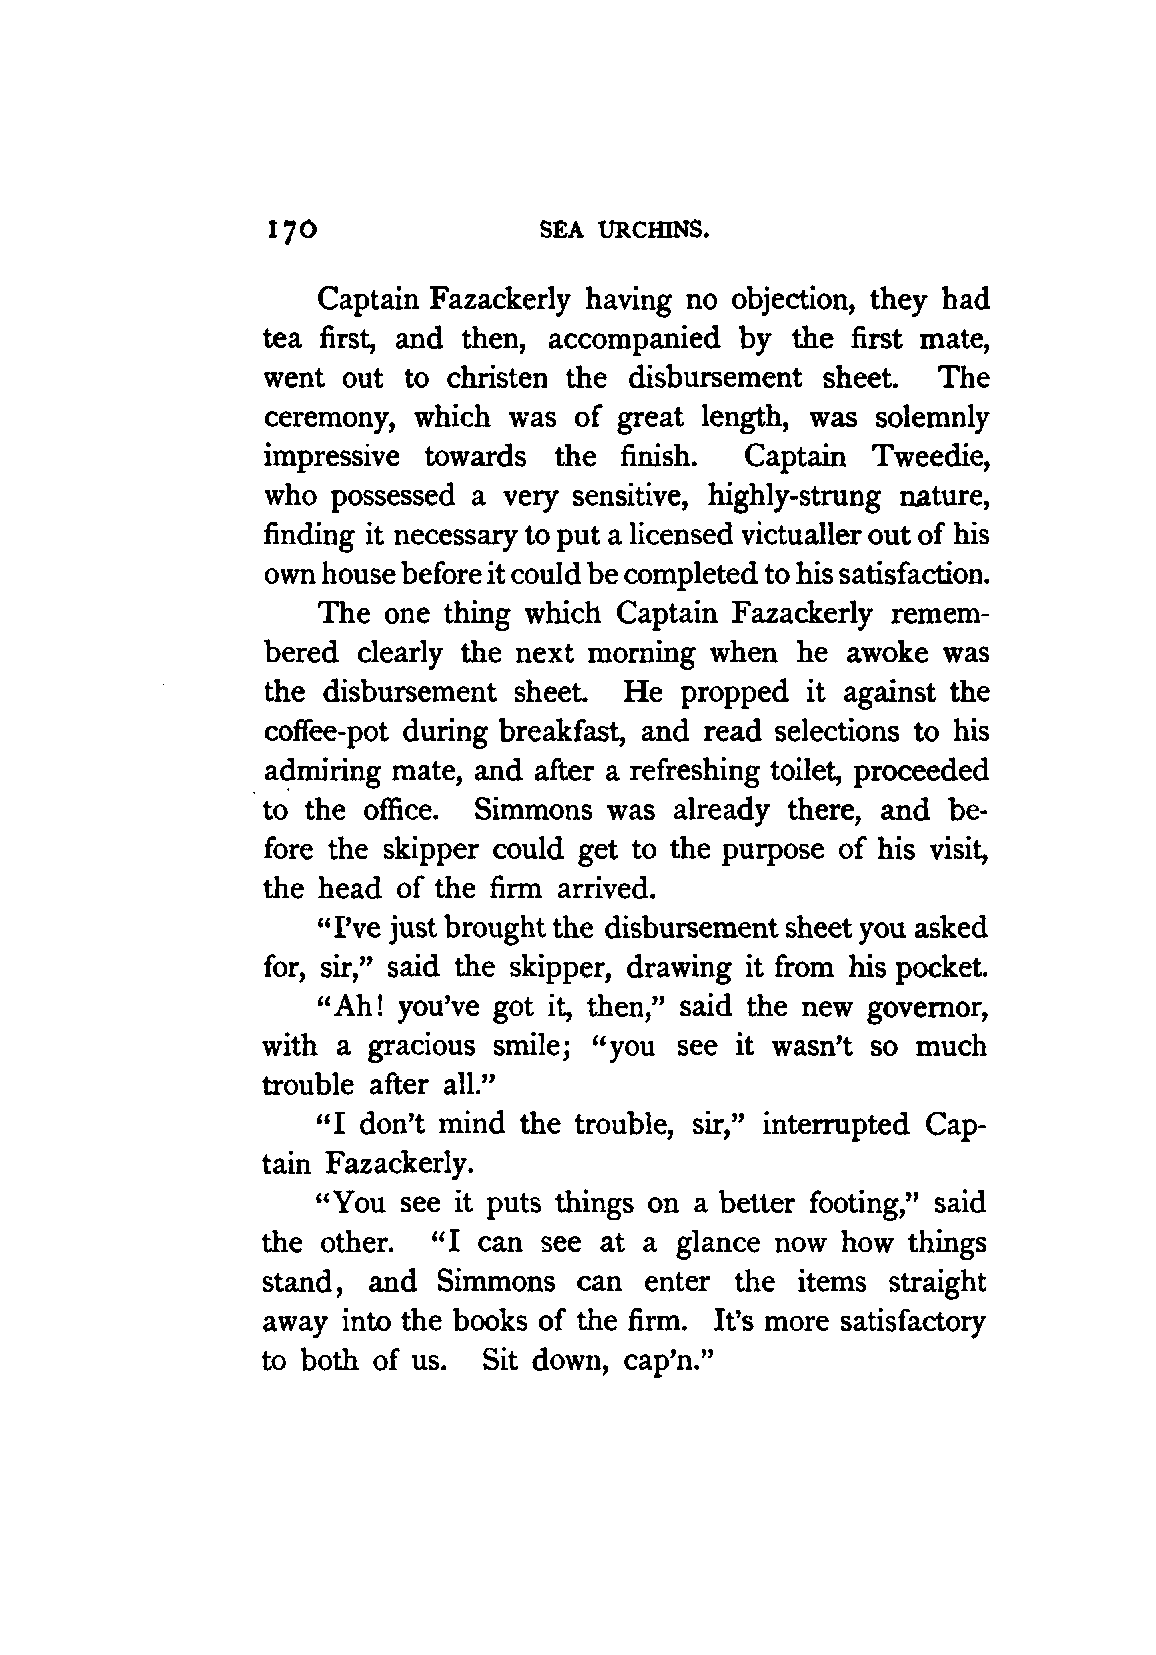 170 SEA URCHINS.
Captain Fazackerly having no objection, they had
tea first, and then, accompanied by the first mate,
went out to christen the disbursement sheet. The
ceremony, which was of great length, was solemnly
impressive towards the finish. Captain Tweedie,
who possessed a very sensitive, highly-strung nature,
finding it necessary to put a licensed victualler out of his
own house before it could be completed to his satisfaction.
The one thing which Captain Fazackerly remem-
bered clearly the next morning when he awoke was
the disbursement sheet. He propped it against the
coffee-pot during breakfast, and read selections to his
admiring mate, and after a refreshing toilet, proceeded
to the office. Simmons was already there, and be-
fore the skipper could get to the purpose of his visit,
the head of the firm arrived.
“I’ve just brought the disbursement sheet you asked
for, sir,” said the skipper, drawing it from his pocket.
“Ah! you’ve got it, then,” said the new governor,
with a gracious smile; “you see it wasn’t so much
trouble after all.”
“I don’t mind the trouble, sir,” interrupted Cap-
tain Fazackerly.
“You see it puts things on a better footing,” said
the other. “I can see at a glance now how things
stand, and Simmons can enter the items straight
away into the books of the firm. It’s more satisfactory
to both of us. Sit down, cap’n.”